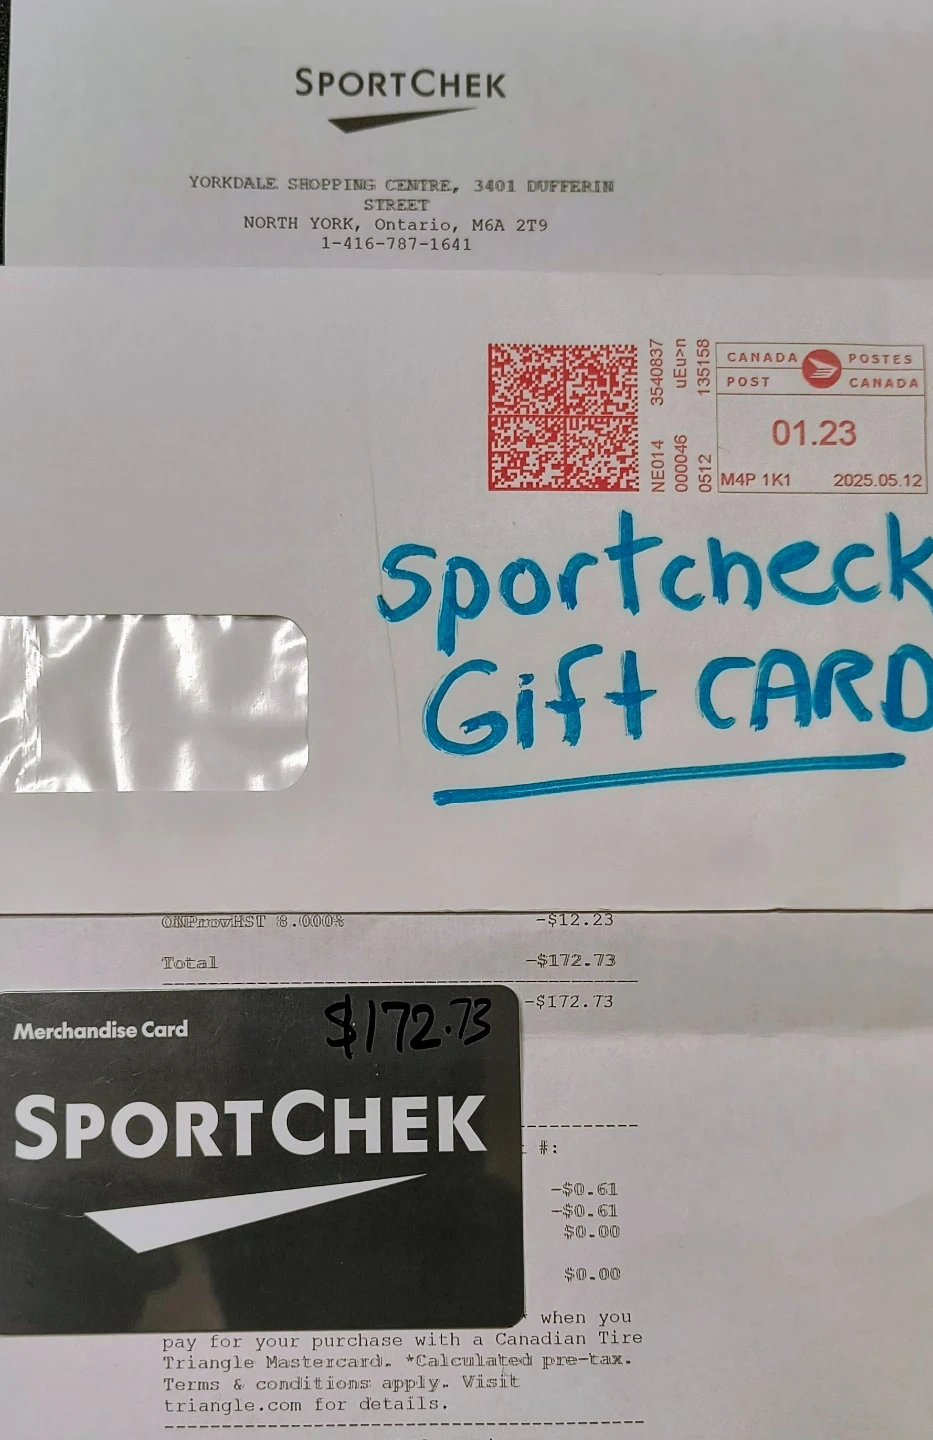 SPORTCHEK
YORKDALE SHOPPING CENTRE, 3401 DUFFERIN
STREET
NORTH YORK, Ontario, M6A 2T9
1-416-787-1641
NE014 3540837
000046 uEu>n
0512 135158
CANADA POSTES
POST CANADA
01.23
M4P 1K1 2025.05.12
sportcheck
Gift CARD
ONProvHST 8.000% -$12.23
Total -$172.73
-$172.73
Merchandise Card $172.73
SPORTCHEK
#:
-$0.61
-$0.61
$0.00
$0.00
when you
pay for your purchase with a Canadian Tire
Triangle Mastercard. *Calculated pre-tax.
Terms & conditions apply. Visit
triangle.com for details.